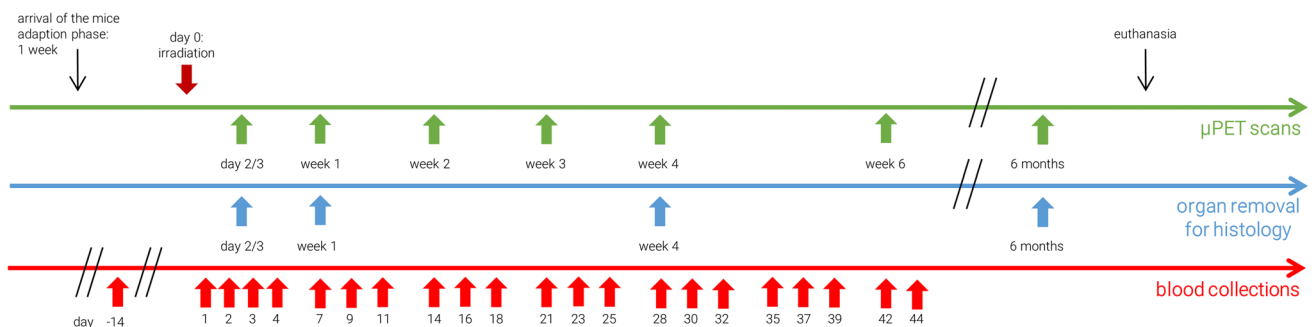 arrival of the mice
adaption phase:
1 week
day 0:
irradiation
euthanasia
µPET scans
day 2/3 week 1 week 2 week 3 week 4 week 6 6 months
organ removal
for histology
day 2/3 week 1 week 4 6 months
blood collections
day -14 1 2 3 4 7 9 11 14 16 18 21 23 25 28 30 32 35 37 39 42 44